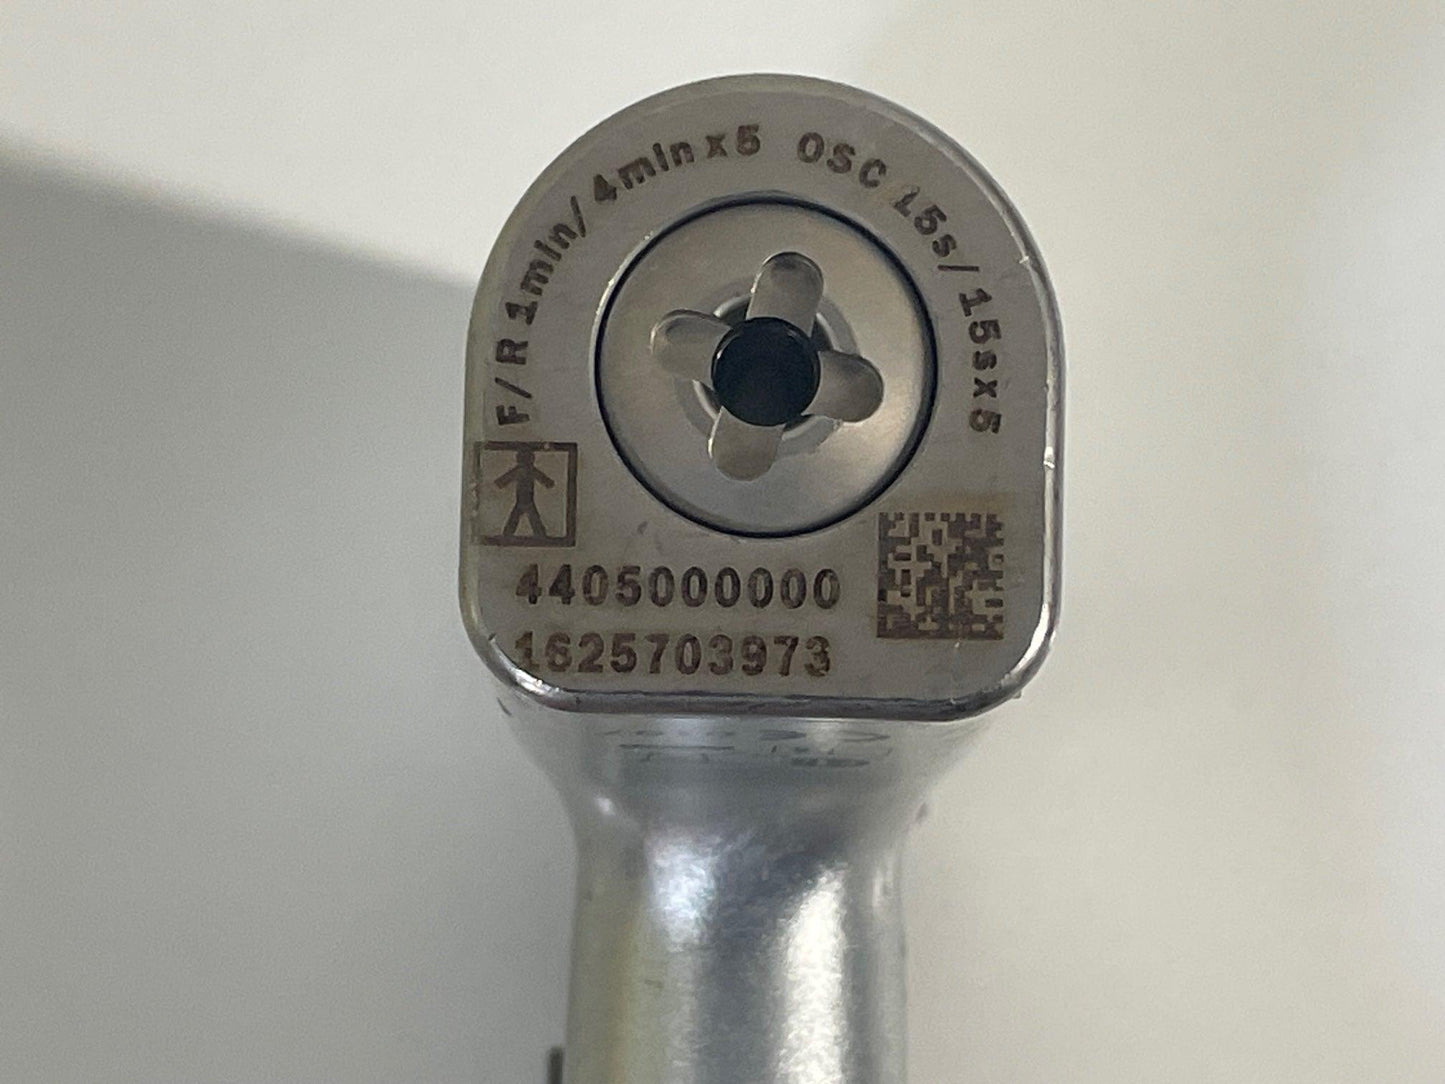 F/R 1min/4min x5 OSC 15s/15s x5
4405000000
1625703973